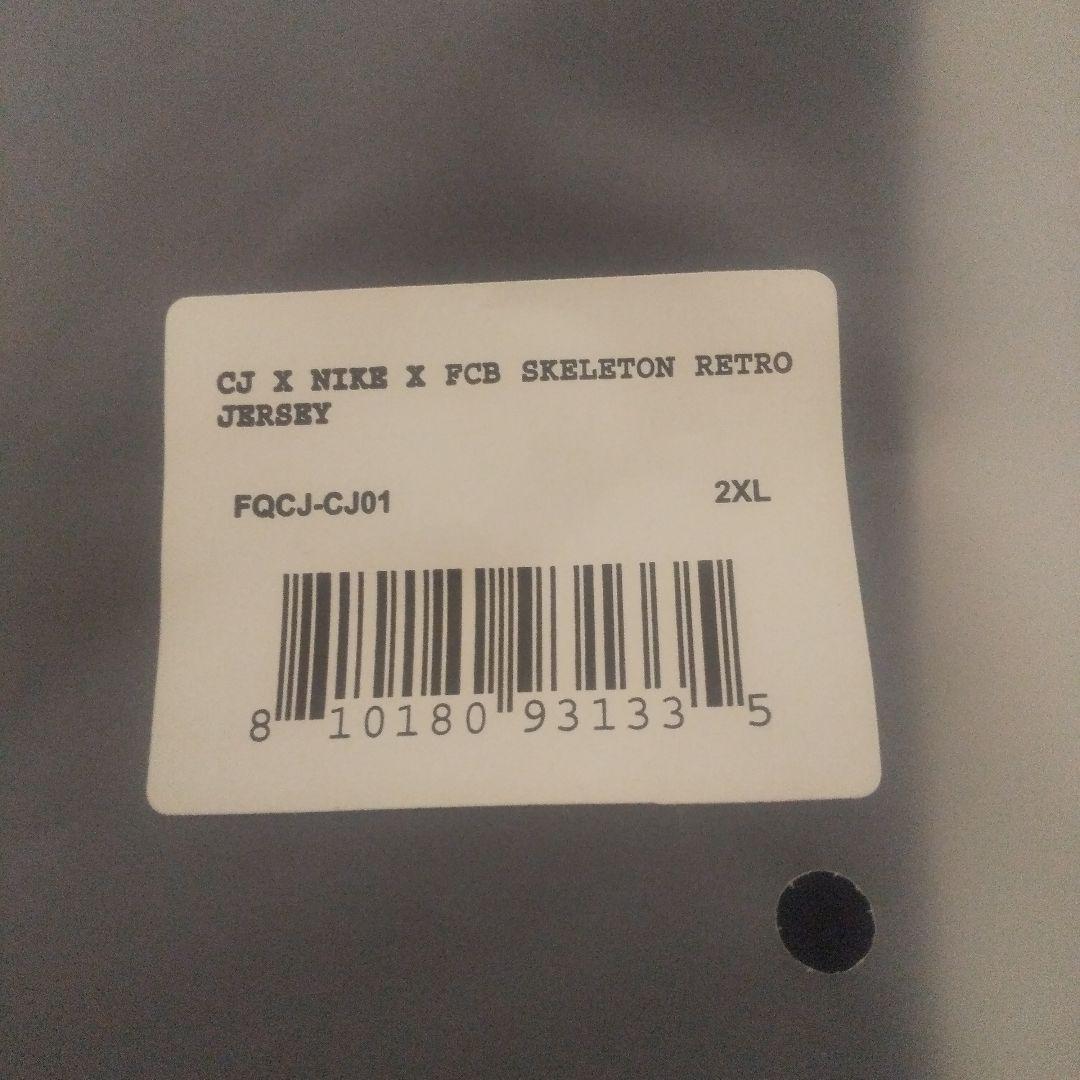 CJ X NIKE X FCB SKELETON RETRO
JERSEY
FQCJ-CJ01 2XL
8 10180 93133 5